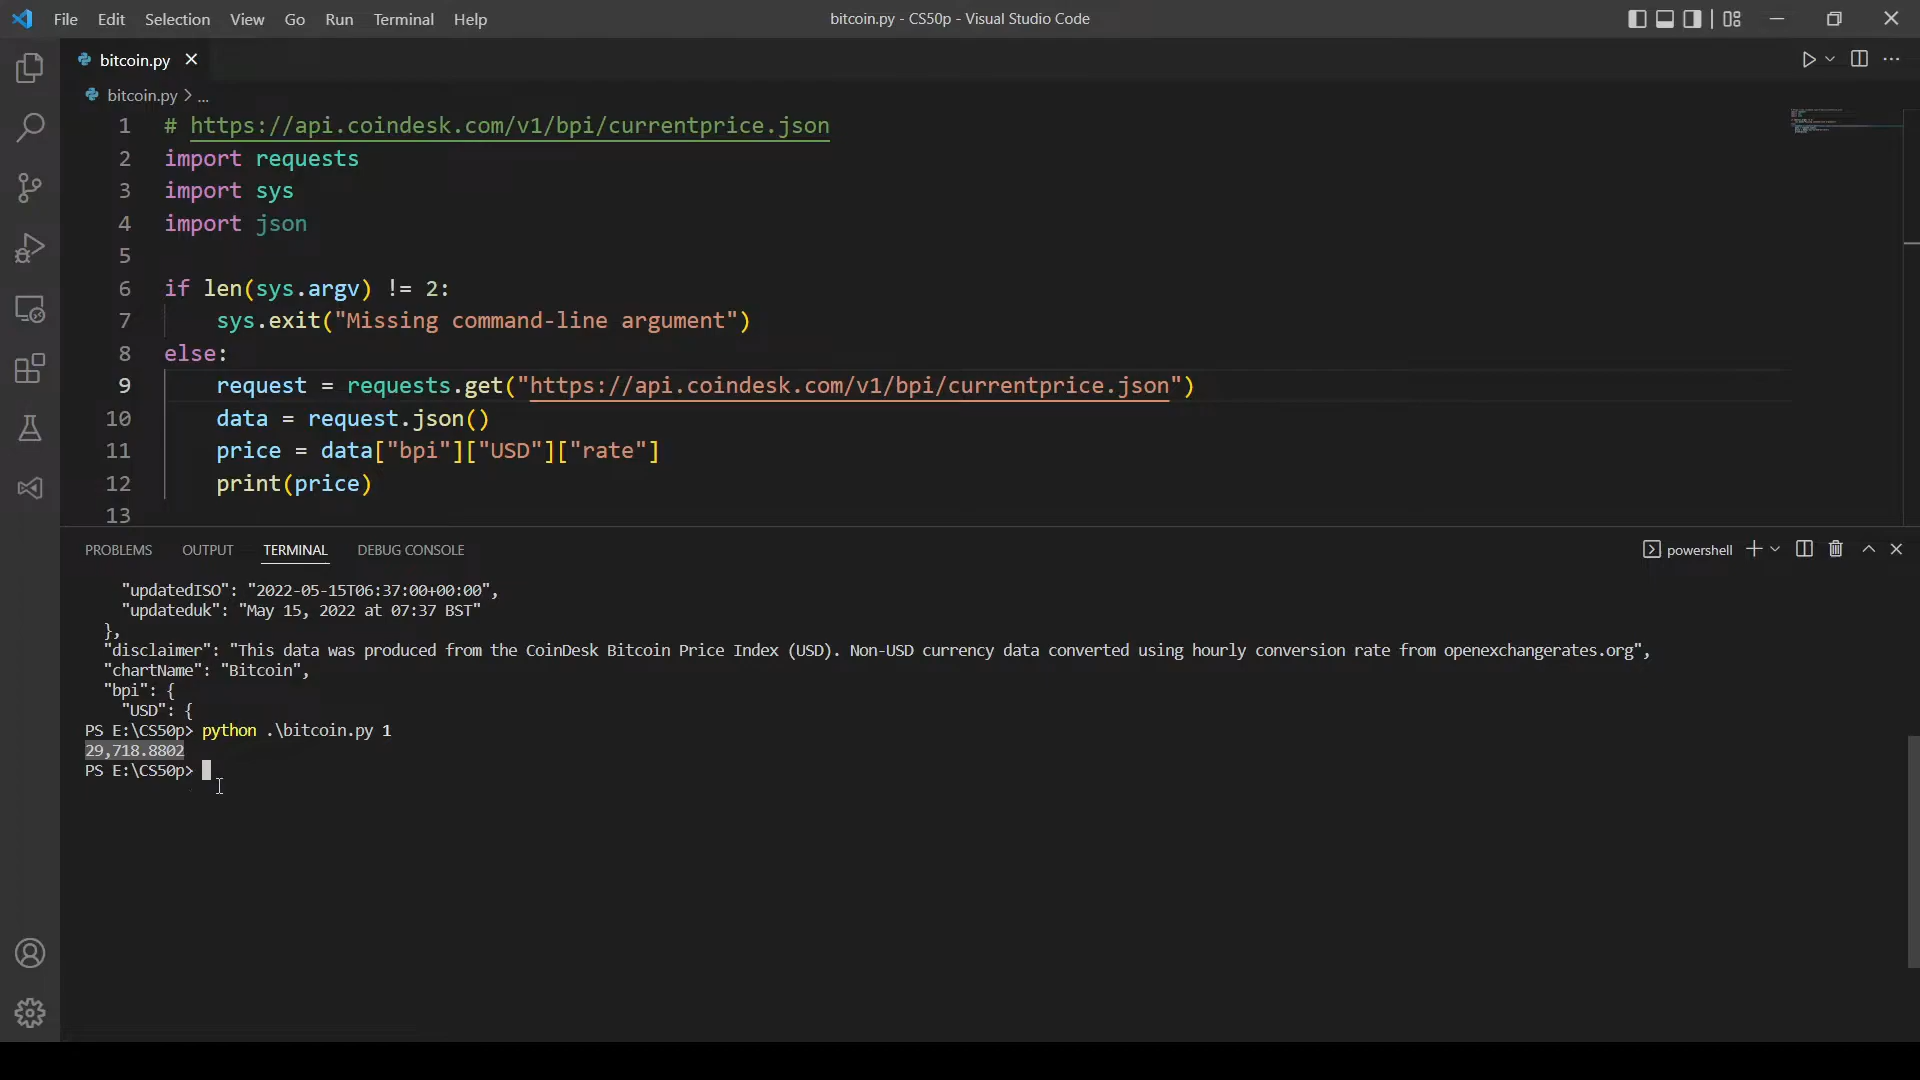 File Edit Selection View Go Run Terminal Help
bitcoin.py - CS50p - Visual Studio Code
bitcoin.py
bitcoin.py > ...
1 # https://api.coindesk.com/v1/bpi/currentprice.json
2 import requests
3 import sys
4 import json
5
6 if len(sys.argv) != 2:
7 sys.exit("Missing command-line argument")
8 else:
9 request = requests.get("https://api.coindesk.com/v1/bpi/currentprice.json")
10 data = request.json()
11 price = data["bpi"]["USD"]["rate"]
12 print(price)
13
PROBLEMS OUTPUT TERMINAL DEBUG CONSOLE
powershell
"updatedISO": "2022-05-15T06:37:00+00:00",
"updateduk": "May 15, 2022 at 07:37 BST"
},
"disclaimer": "This data was produced from the CoinDesk Bitcoin Price Index (USD). Non-USD currency data converted using hourly conversion rate from openexchangerates.org",
"chartName": "Bitcoin",
"bpi": {
"USD": {
PS E:\CS50p> python .\bitcoin.py 1
29,718.8802
PS E:\CS50p>